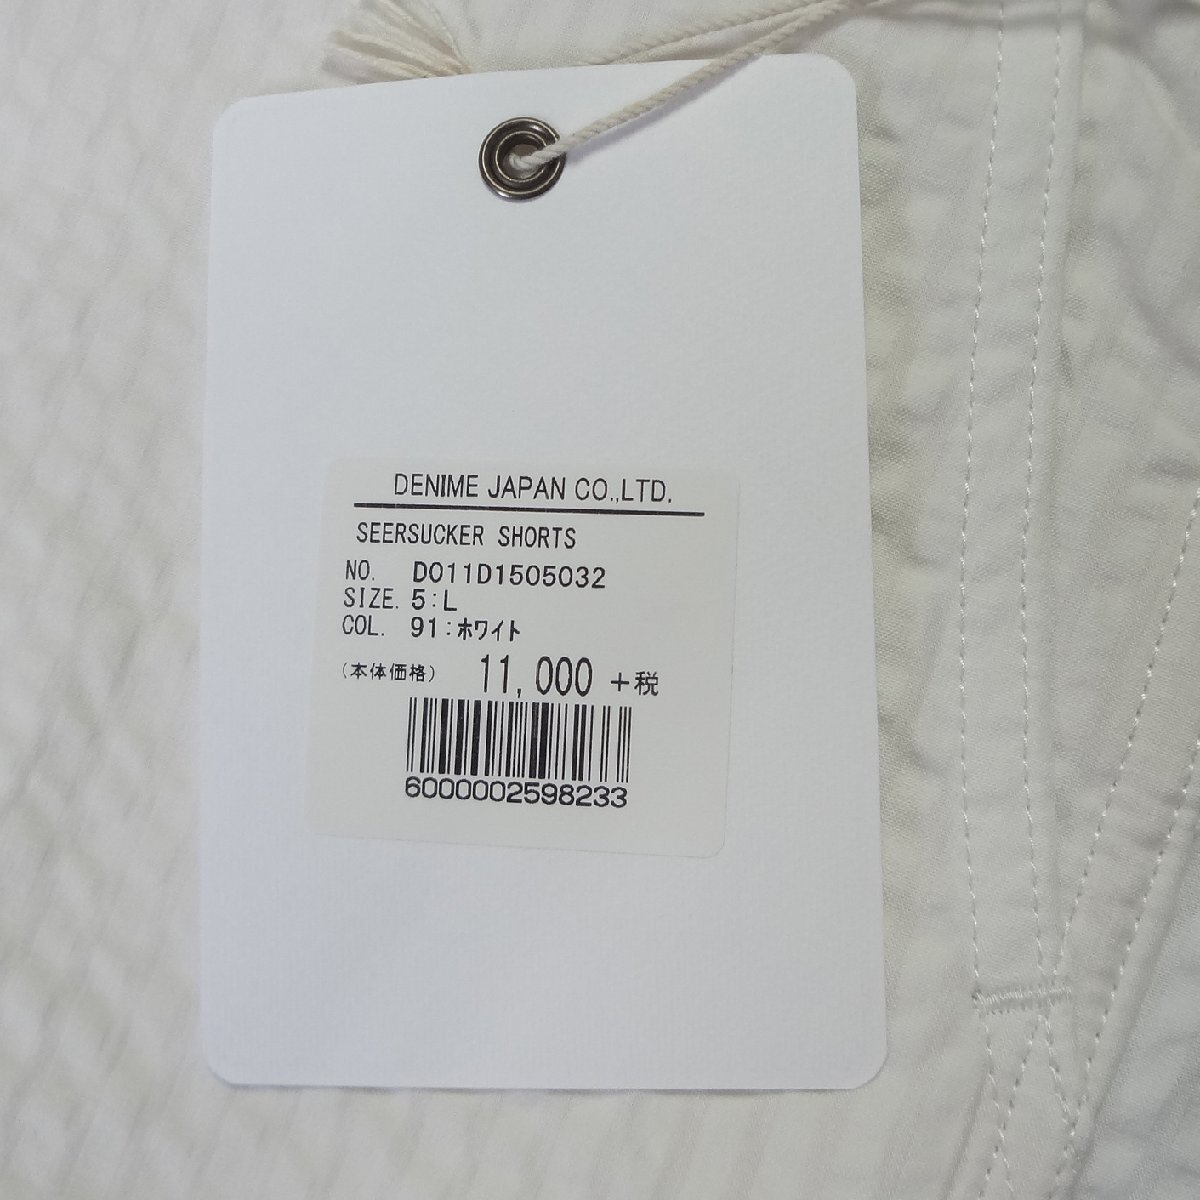 DENIME JAPAN CO.,LTD.
SEERSUCKER SHORTS
NO. D011D1505032
SIZE. 5:L
COL. 91:ホワイト
(本体価格) 11,000 +税
6000002598233